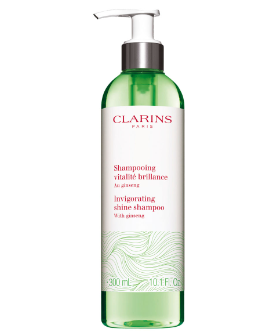 CLARINS
PARIS
Shampooing
vitalité brillance
Au ginseng
Invigorating
shine shampoo
With ginseng
300 mL 10.1 Fl. Oz